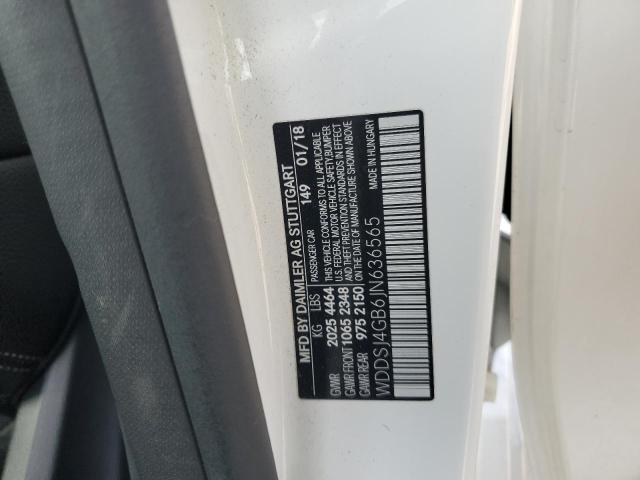 MFD BY DAIMLER AG STUTTGART
PASSENGER CAR 149 01/18
KG LBS
THIS VEHICLE CONFORMS TO ALL APPLICABLE
U.S. FEDERAL MOTOR VEHICLE SAFETY, BUMPER
AND THEFT PREVENTION STANDARDS IN EFFECT
ON THE DATE OF MANUFACTURE SHOWN ABOVE
GVWR 2025 4464
GAWR FRONT 1065 2348
GAWR REAR 975 2150
MADE IN HUNGARY
WDDSJ4GB6JN636565